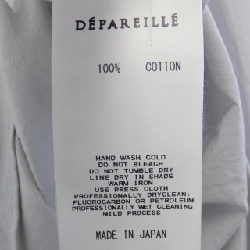 DÉPAREILLÉ
100% COTTON
HAND WASH COLD
DO NOT BLEACH
DO NOT TUMBLE DRY
LINE DRY IN SHADE
WARM IRON
USE PRESS CLOTH
PROFESSIONALLY DRYCLEAN:
FLUOROCARBON OR PETROLEUM
PROFESSIONALLY WET CLEANING
MILD PROCESS
MADE IN JAPAN